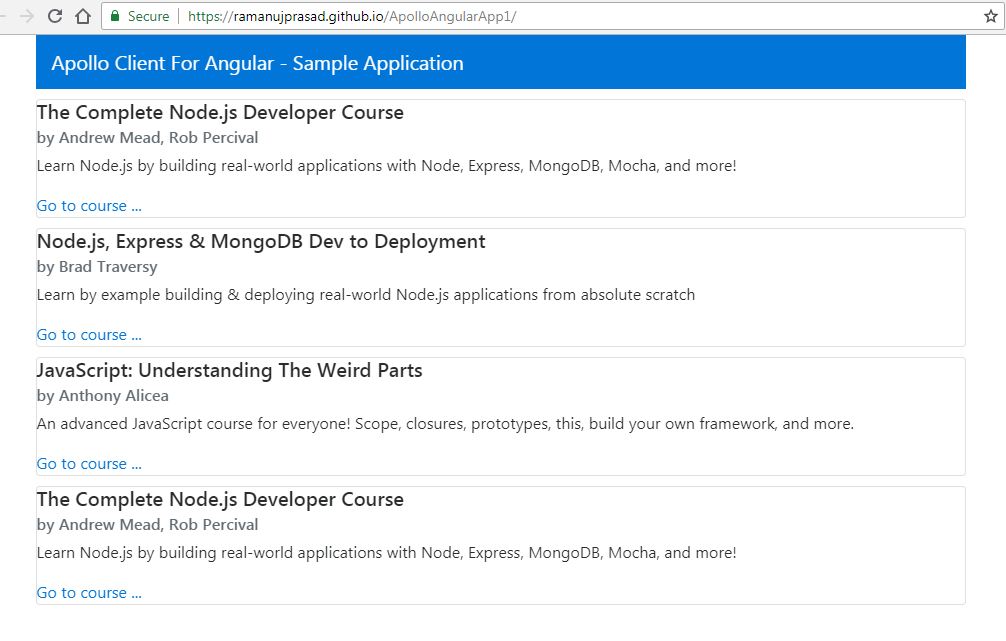 Secure https://ramanujprasad.github.io/ApolloAngularApp1/
Apollo Client For Angular - Sample Application
The Complete Node.js Developer Course
by Andrew Mead, Rob Percival
Learn Node.js by building real-world applications with Node, Express, MongoDB, Mocha, and more!
Go to course ...
Node.js, Express & MongoDB Dev to Deployment
by Brad Traversy
Learn by example building & deploying real-world Node.js applications from absolute scratch
Go to course ...
JavaScript: Understanding The Weird Parts
by Anthony Alicea
An advanced JavaScript course for everyone! Scope, closures, prototypes, this, build your own framework, and more.
Go to course ...
The Complete Node.js Developer Course
by Andrew Mead, Rob Percival
Learn Node.js by building real-world applications with Node, Express, MongoDB, Mocha, and more!
Go to course ...